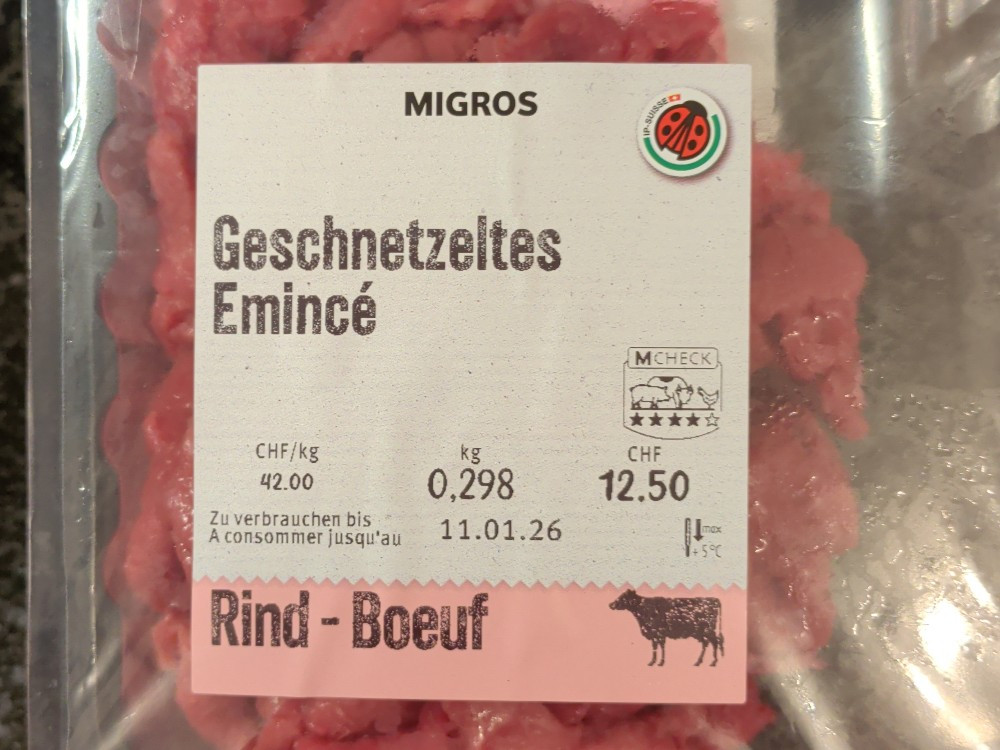 MIGROS
IP-SUISSE
Geschnetzeltes
Emincé
MCHECK
CHF/kg kg CHF
42.00 0,298 12.50
Zu verbrauchen bis
A consommer jusqu'au 11.01.26
max
+5°C
Rind - Boeuf